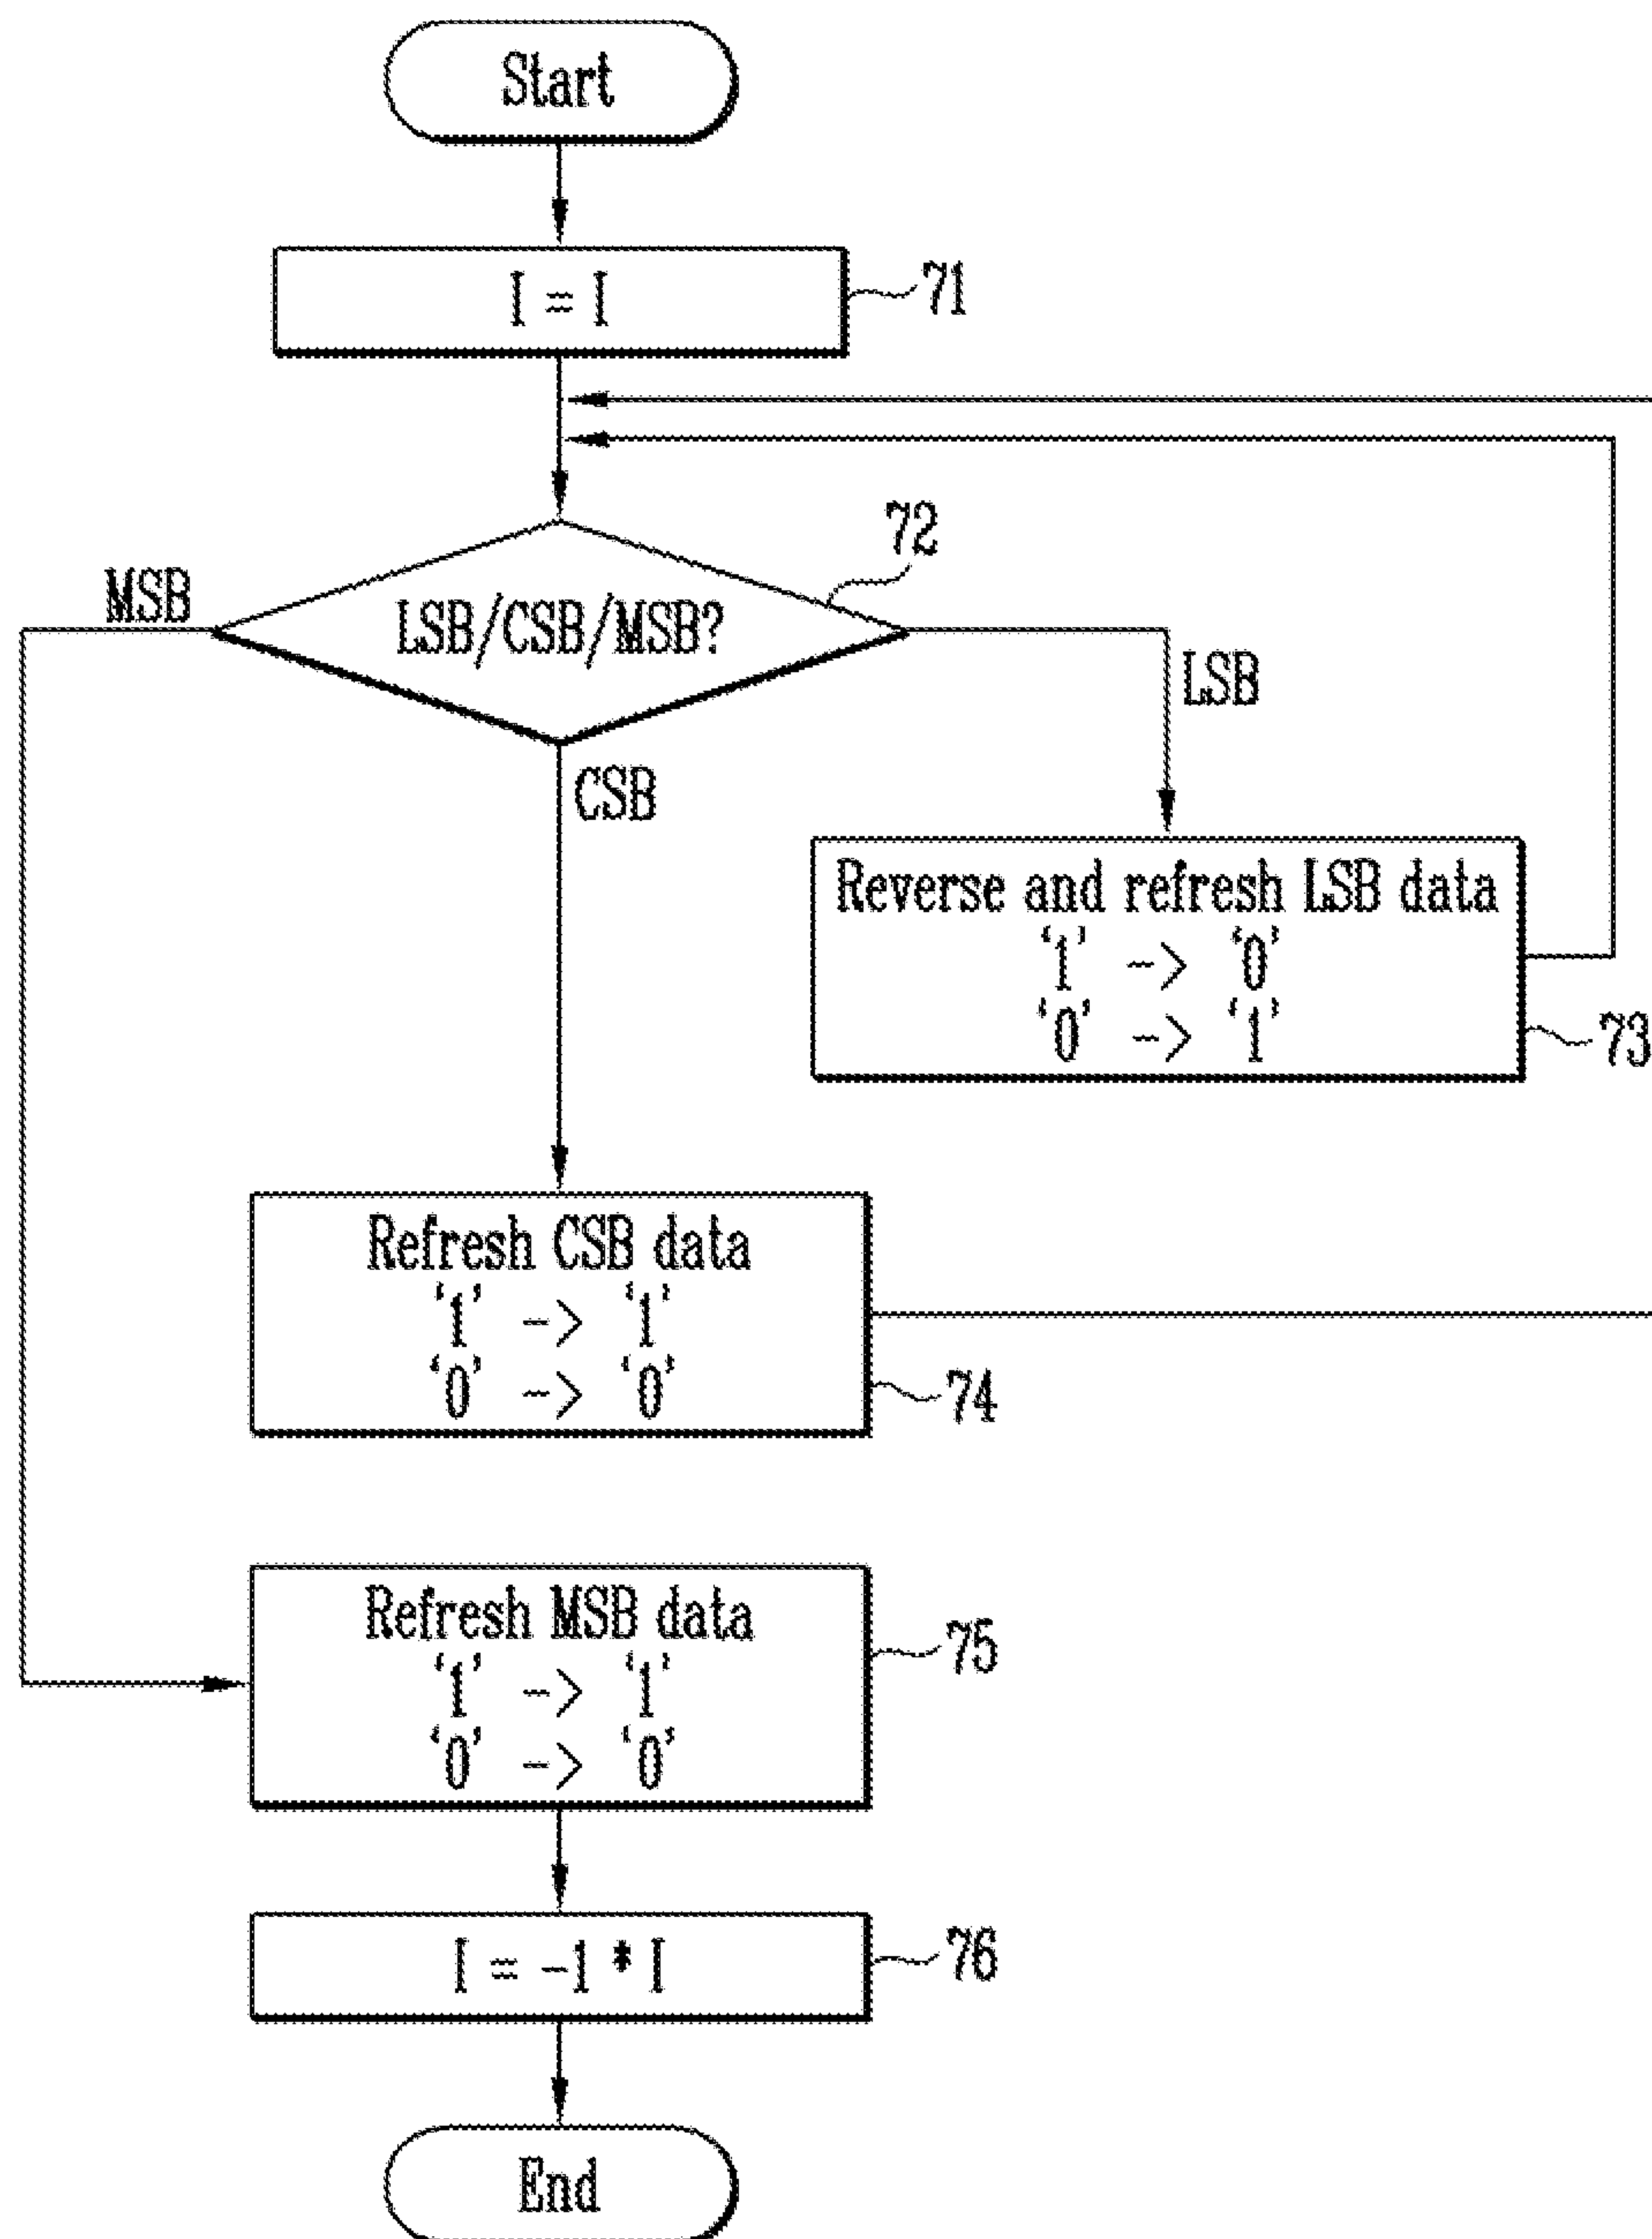 Start
I = I
71
72
MSB
LSB/CSB/MSB?
LSB
CSB
Reverse and refresh LSB data
‘1’ -> ‘0’
‘0’ -> ‘1’
73
Refresh CSB data
‘1’ -> ‘1’
‘0’ -> ‘0’
74
Refresh MSB data
‘1’ -> ‘1’
‘0’ -> ‘0’
75
I = -1 * I
76
End